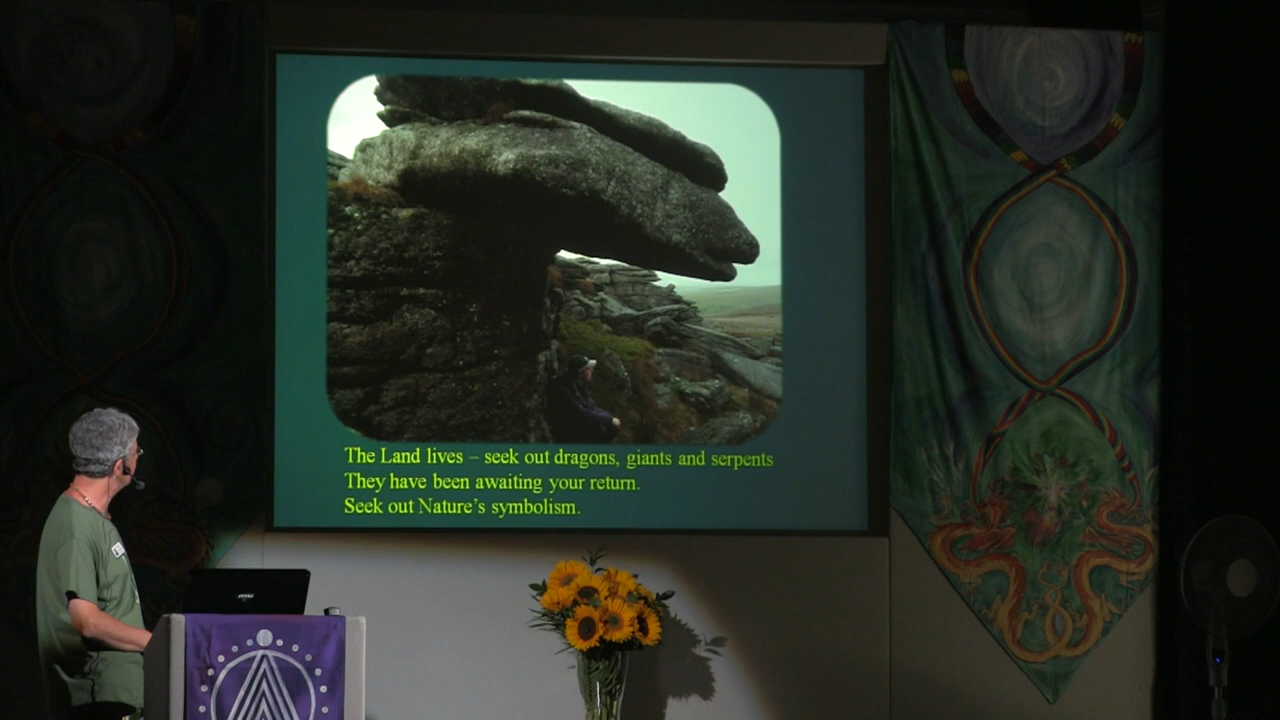 The Land lives – seek out dragons, giants and serpents
They have been awaiting your return.
Seek out Nature's symbolism.
msi